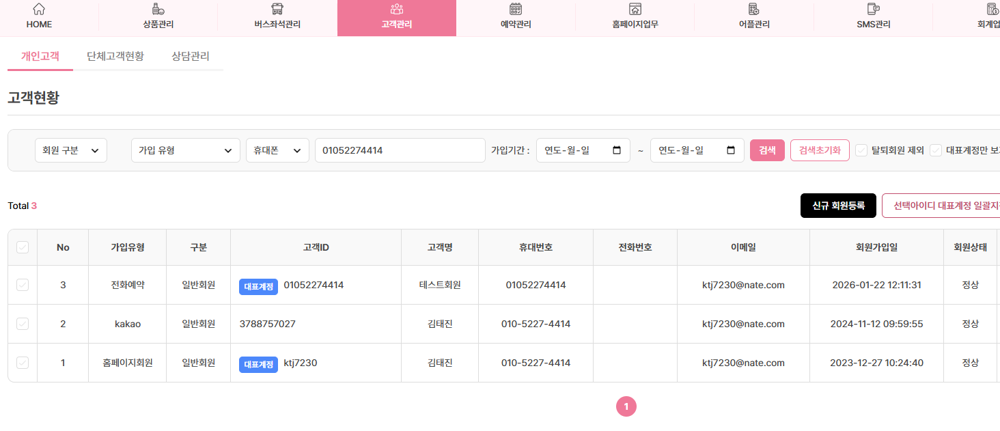 HOME 상품관리 버스좌석관리 고객관리 예약관리 홈페이지업무 어플관리 SMS관리 회계업
개인고객 단체고객현황 상담관리
고객현황
회원 구분 가입 유형 휴대폰 01052274414 가입기간 : 연도-월-일 ~ 연도-월-일 검색 검색초기화 탈퇴회원 제외 대표계정만 보기
Total 3
신규 회원등록 선택아이디 대표계정 일괄지
No 가입유형 구분 고객ID 고객명 휴대번호 전화번호 이메일 회원가입일 회원상태
3 전화예약 일반회원 대표계정 01052274414 테스트회원 01052274414 ktj7230@nate.com 2026-01-22 12:11:31 정상
2 kakao 일반회원 3788757027 김태진 010-5227-4414 ktj7230@nate.com 2024-11-12 09:59:55 정상
1 홈페이지회원 일반회원 대표계정 ktj7230 김태진 010-5227-4414 ktj7230@nate.com 2023-12-27 10:24:40 정상
1